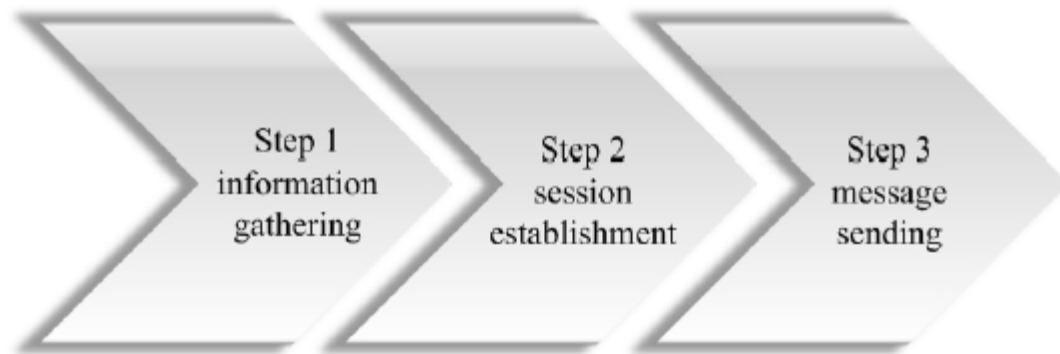 Step 1
information
gathering
Step 2
session
establishment
Step 3
message
sending